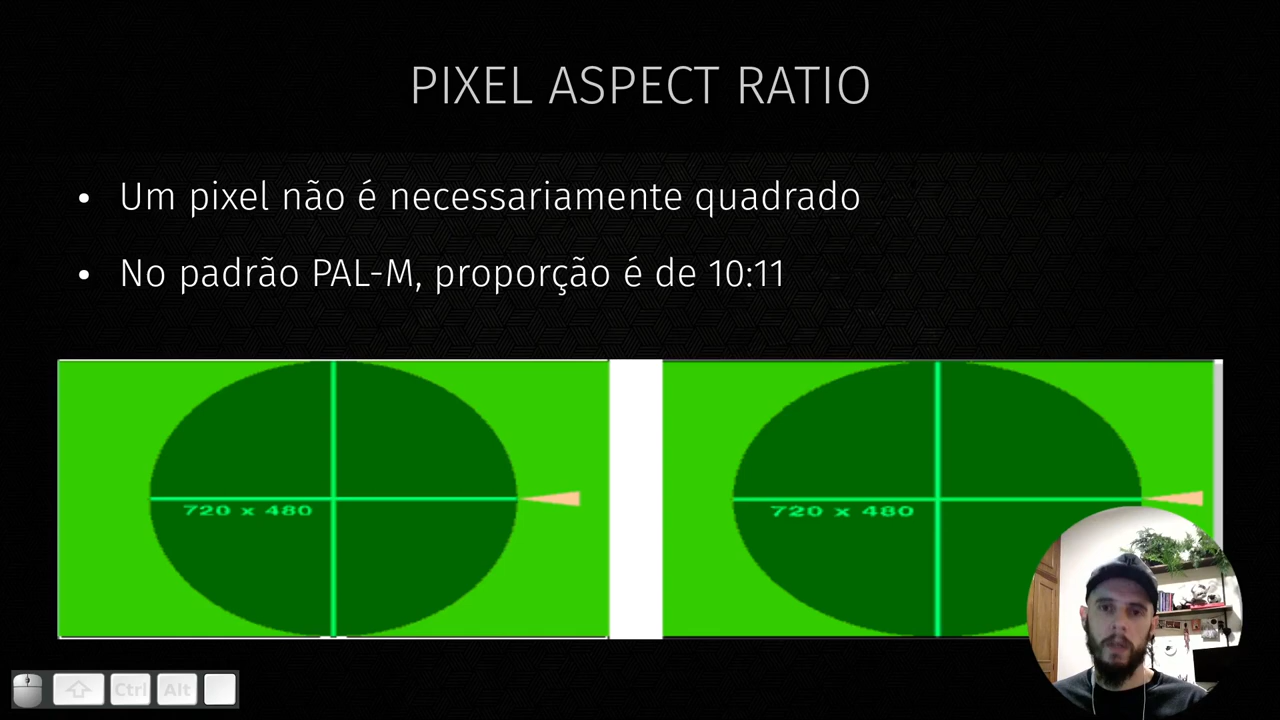 PIXEL ASPECT RATIO
• Um pixel não é necessariamente quadrado
• No padrão PAL-M, proporção é de 10:11
720 x 480
720 x 480
Ctrl
Alt